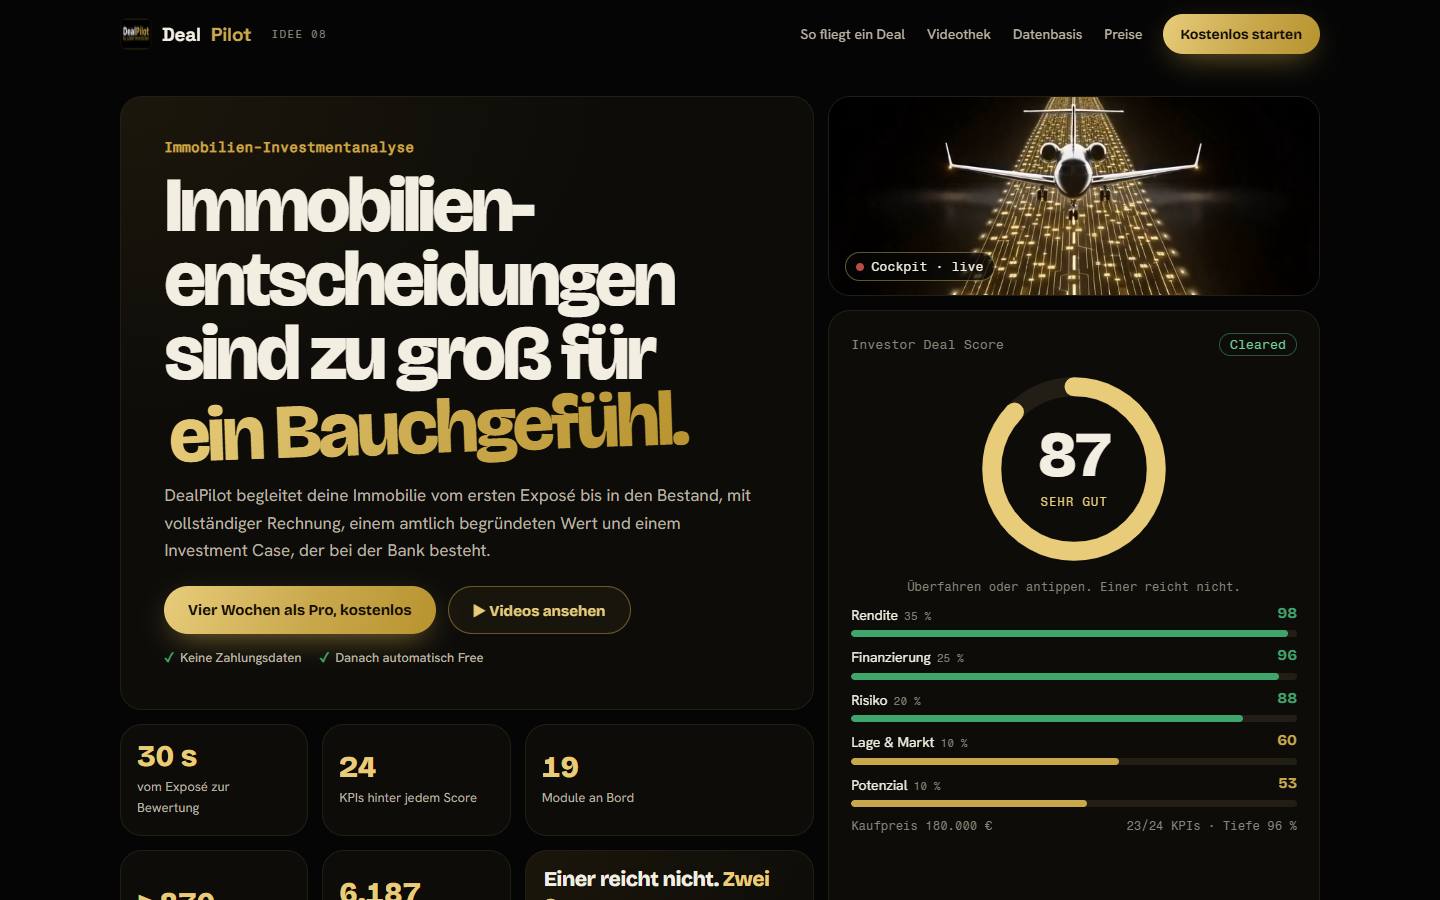 DealPilot
Deal Pilot
IDEE 08
So fliegt ein Deal
Videothek
Datenbasis
Preise
Kostenlos starten
Immobilien-Investmentanalyse
Immobilien-
entscheidungen
sind zu groß für
ein Bauchgefühl.
DealPilot begleitet deine Immobilie vom ersten Exposé bis in den Bestand, mit
vollständiger Rechnung, einem amtlich begründeten Wert und einem
Investment Case, der bei der Bank besteht.
Vier Wochen als Pro, kostenlos
▶ Videos ansehen
✓ Keine Zahlungsdaten
✓ Danach automatisch Free
30 s
vom Exposé zur
Bewertung
24
KPIs hinter jedem Score
19
Module an Bord
6.187
Einer reicht nicht. Zwei
Cockpit · live
Investor Deal Score
Cleared
87
SEHR GUT
Überfahren oder antippen. Einer reicht nicht.
Rendite 35 %
98
Finanzierung 25 %
96
Risiko 20 %
88
Lage & Markt 10 %
60
Potenzial 10 %
53
Kaufpreis 180.000 €
23/24 KPIs · Tiefe 96 %